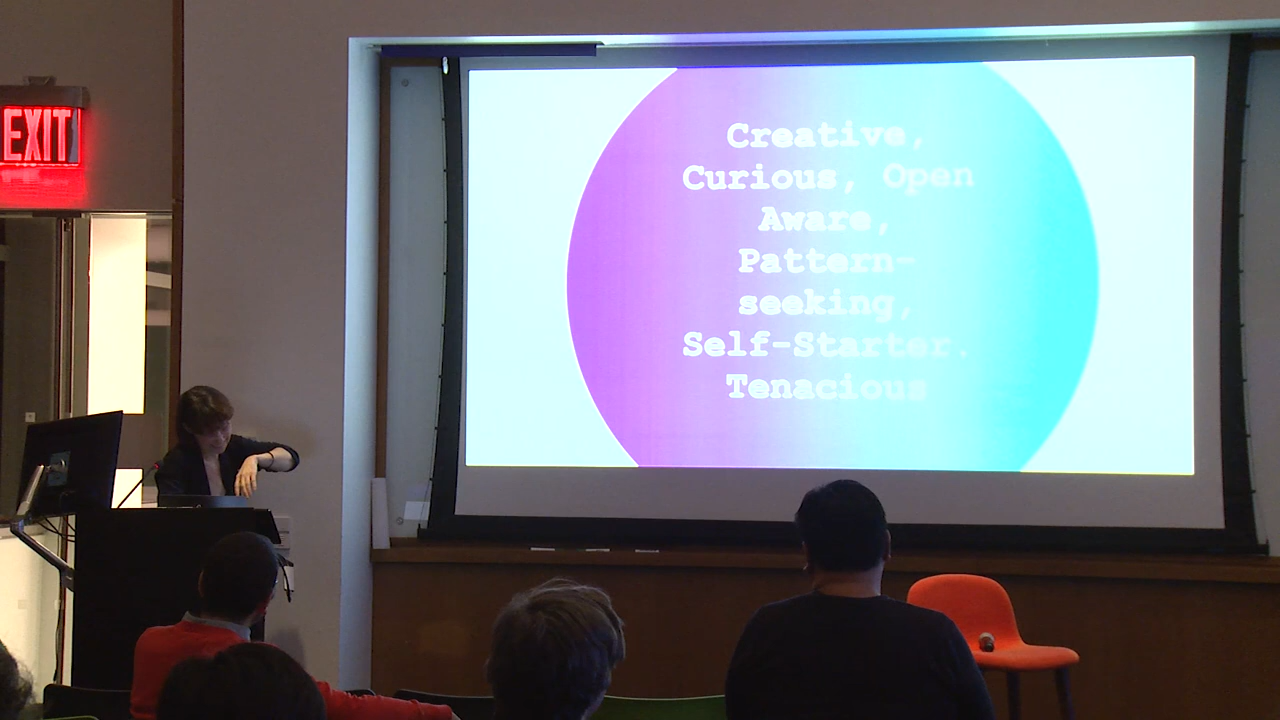 EXIT
Creative,
Curious, Open
Aware,
Pattern-
seeking,
Self-Starter.
Tenacious